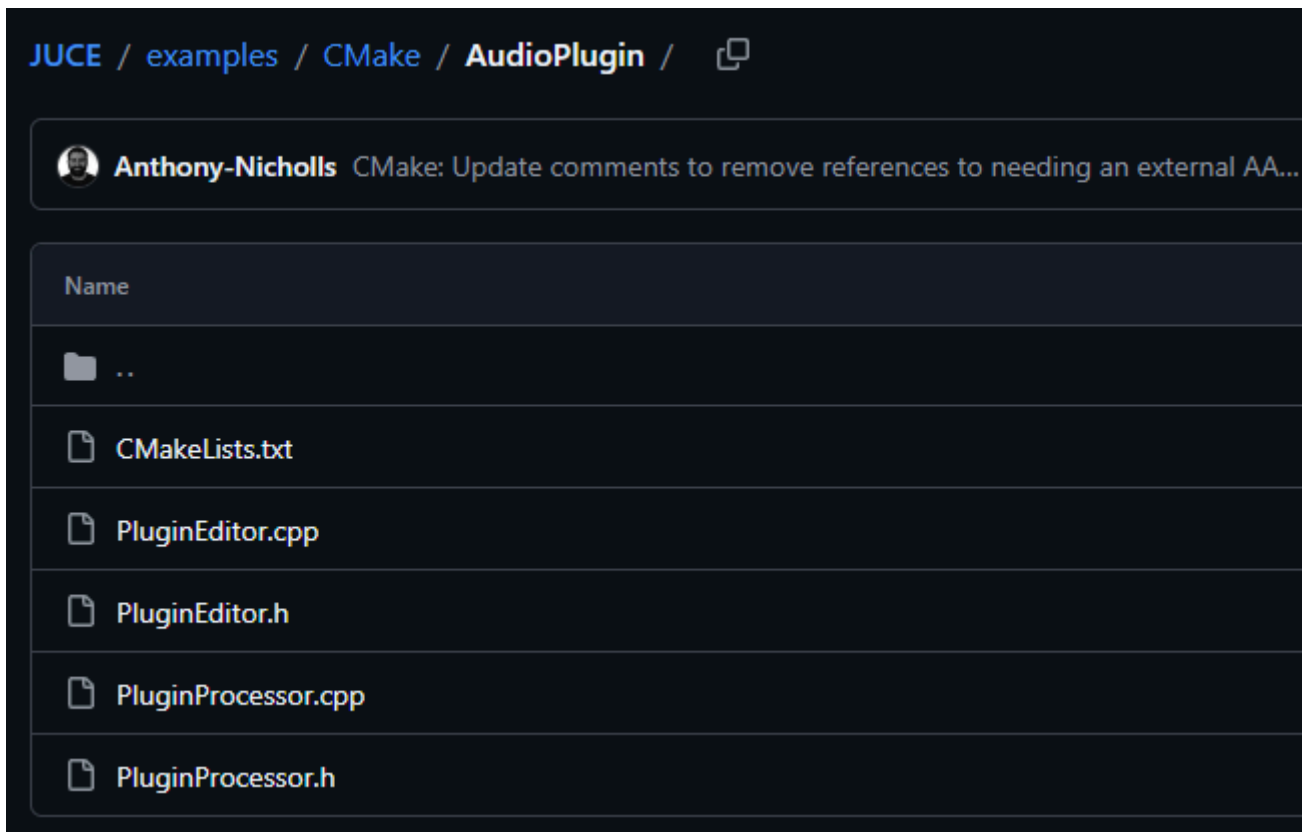 JUCE / examples / CMake / AudioPlugin /
Anthony-Nicholls CMake: Update comments to remove references to needing an external AA...
Name
..
CMakeLists.txt
PluginEditor.cpp
PluginEditor.h
PluginProcessor.cpp
PluginProcessor.h